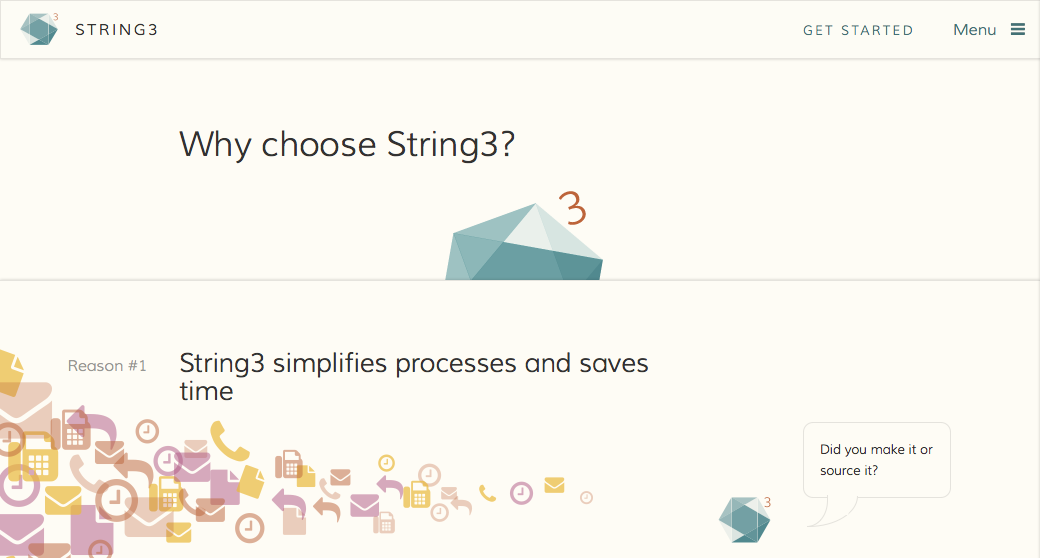 3
STRING3
GET STARTED
Menu
Why choose String3?
3
Reason #1
String3 simplifies processes and saves
time
Did you make it or
source it?
3